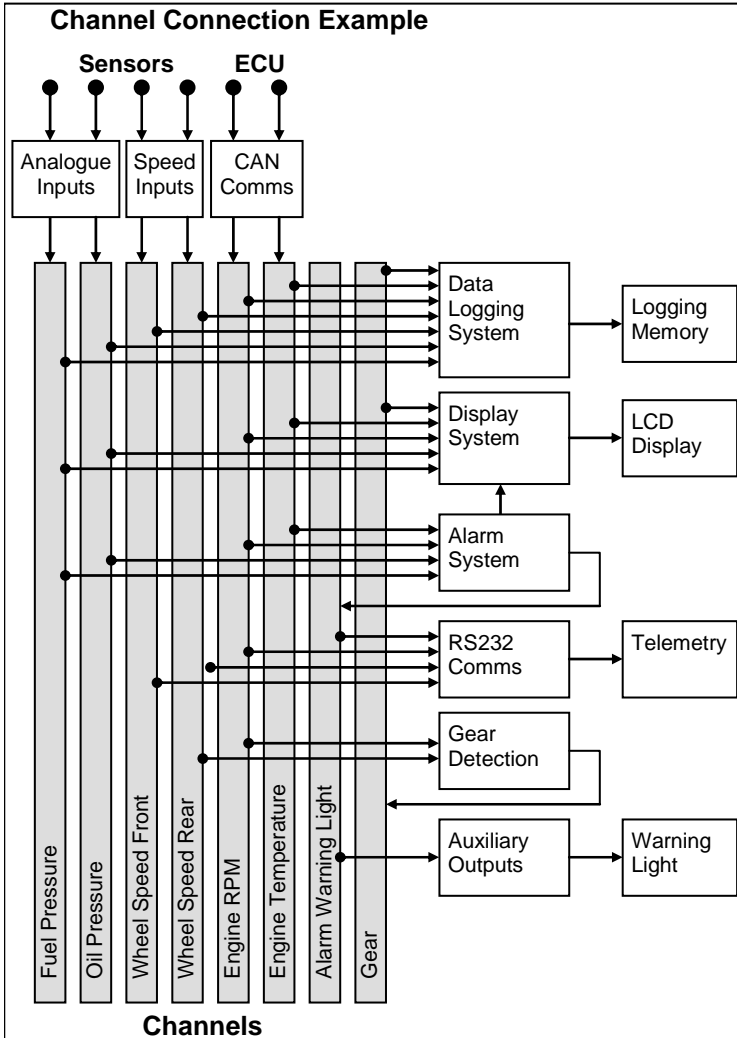 Channel Connection Example
Sensors
ECU
Analogue
Inputs
Speed
Inputs
CAN
Comms
Data
Logging
System
Logging
Memory
Display
System
LCD
Display
Alarm
System
RS232
Comms
Telemetry
Gear
Detection
Auxiliary
Outputs
Warning
Light
Fuel Pressure
Oil Pressure
Wheel Speed Front
Wheel Speed Rear
Engine RPM
Engine Temperature
Alarm Warning Light
Gear
Channels